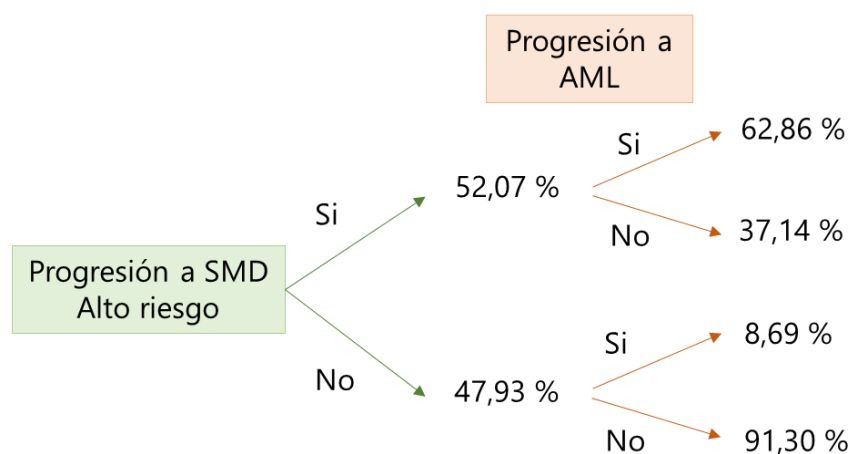 Progresión a
AML
Si
62,86 %
52,07 %
No
37,14 %
Si
Progresión a SMD
Alto riesgo
No
Si
8,69 %
47,93 %
No
91,30 %